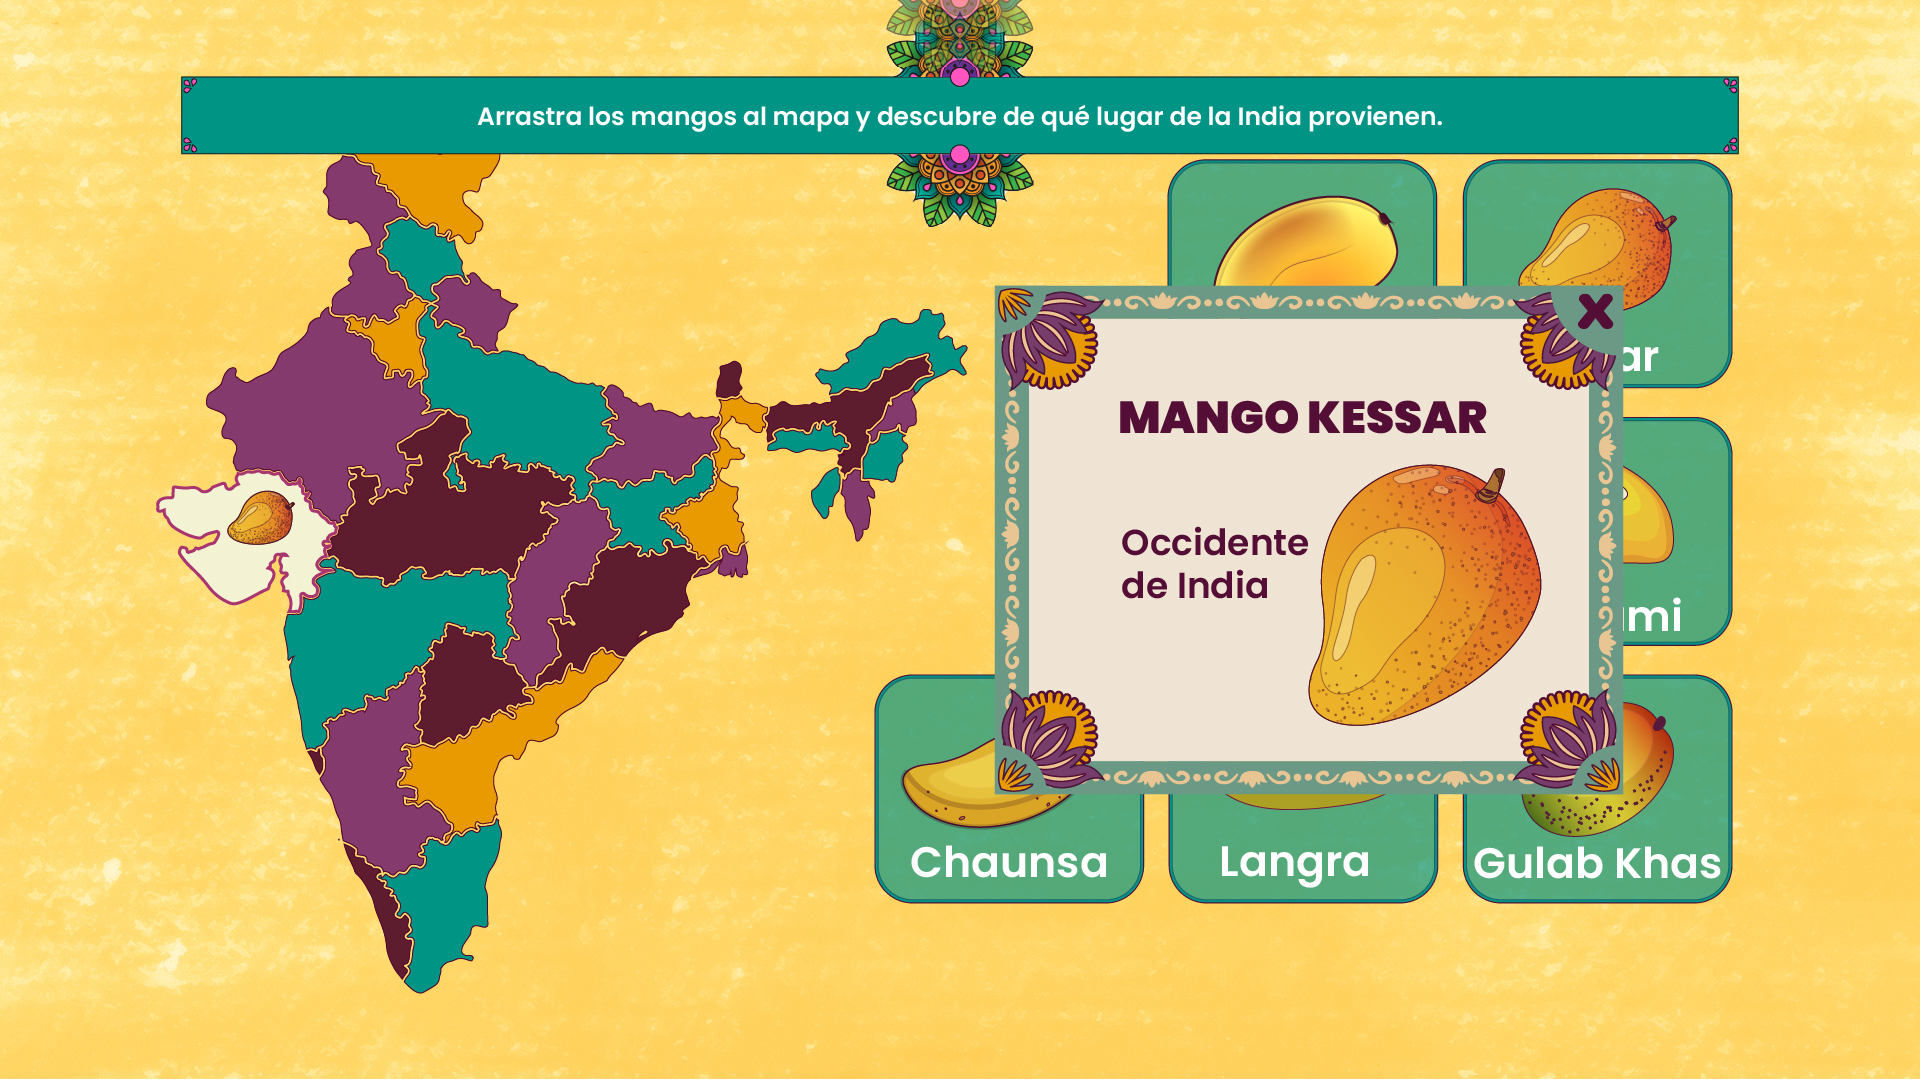 Arrastra los mangos al mapa y descubre de qué lugar de la India provienen.
MANGO KESSAR
Occidente
de India
Chaunsa
Langra
Gulab Khas